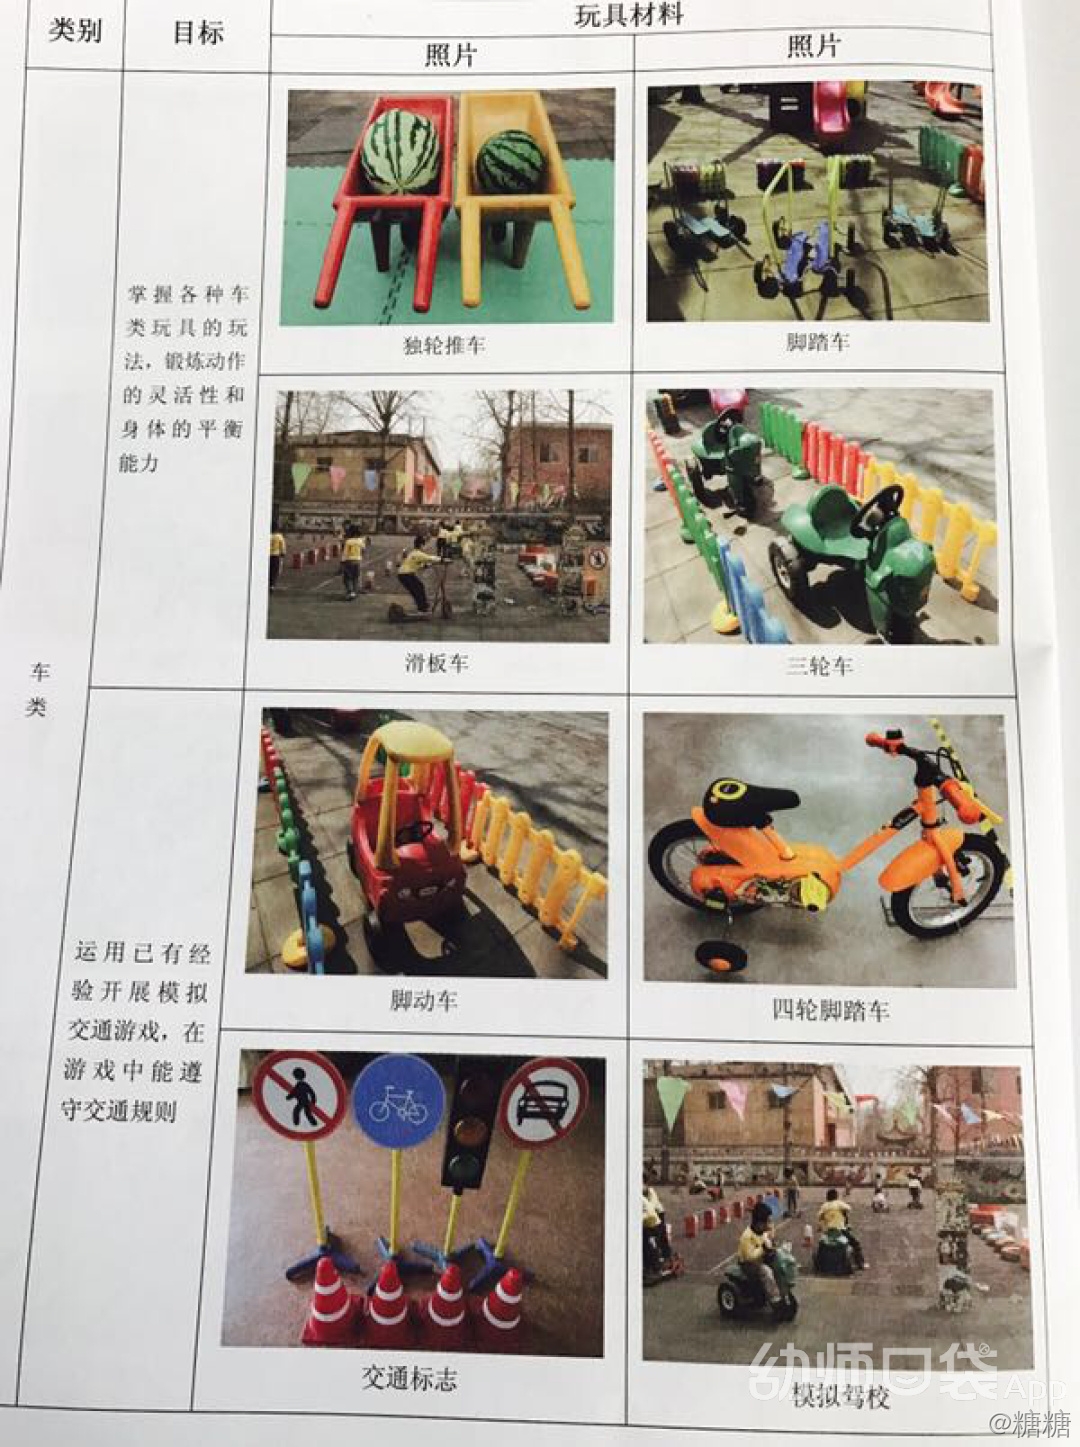 类别
目标
玩具材料
照片
照片
掌握各种车
类玩具的玩
法，锻炼动作
的灵活性和
身体的平衡
能力
独轮推车
脚踏车
滑板车
三轮车
车
类
运用已有经
验开展模拟
交通游戏，在
游戏中能遵
守交通规则
脚动车
四轮脚踏车
交通标志
模拟驾校
幼师口袋App
@糖糖